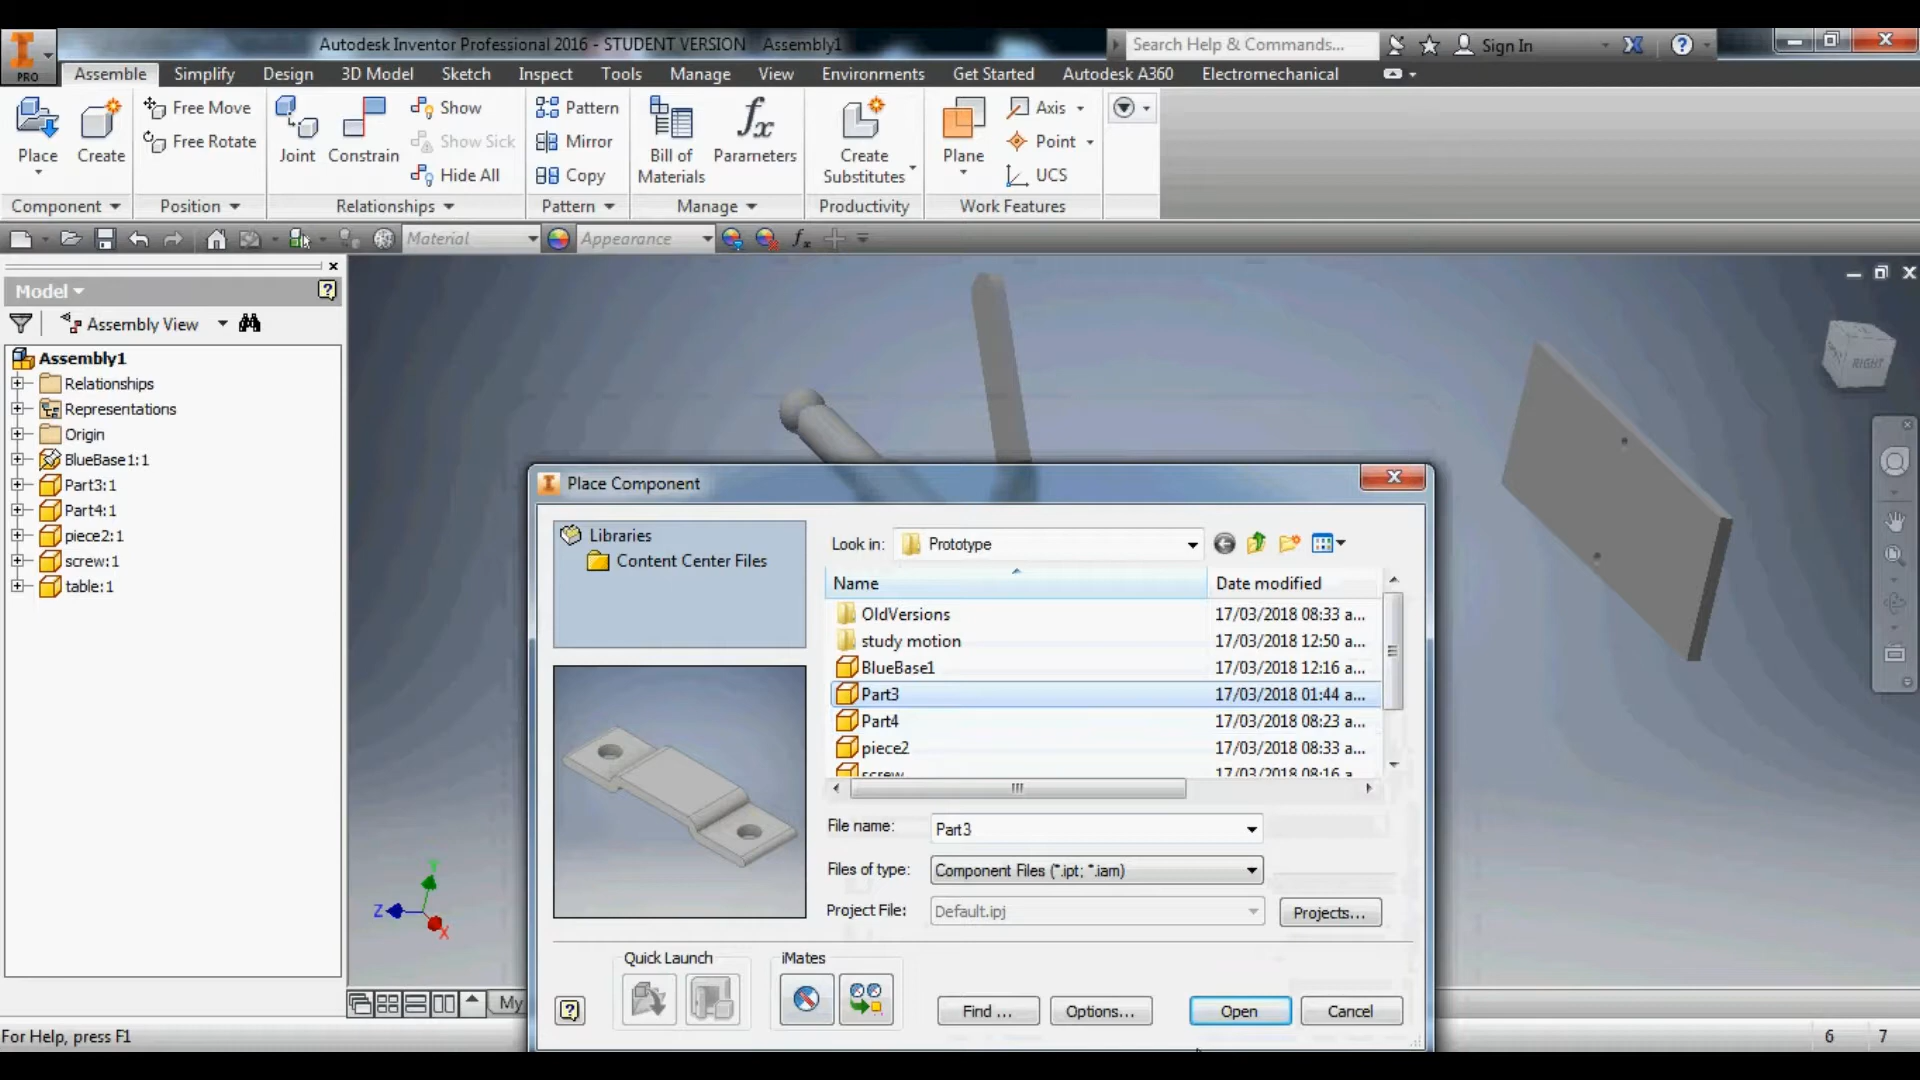 Autodesk Inventor Professional 2016 - STUDENT VERSION Assembly1
Search Help & Commands...
Sign In
PRO
Assemble Simplify Design 3D Model Sketch Inspect Tools Manage View Environments Get Started Autodesk A360 Electromechanical
Place
Create
Free Move
Free Rotate
Joint
Constrain
Show
Show Sick
Hide All
Pattern
Mirror
Copy
Bill of
Materials
Parameters
Create
Substitutes
Plane
Axis
Point
UCS
Component
Position
Relationships
Pattern
Manage
Productivity
Work Features
Material
Appearance
Model
Assembly View
Assembly1
Relationships
Representations
Origin
BlueBase1:1
Part3:1
Part4:1
piece2:1
screw:1
table:1
RIGHT
Y
Z
X
Place Component
Libraries
Content Center Files
Look in:
Prototype
Name
Date modified
OldVersions 17/03/2018 08:33 a...
study motion 17/03/2018 12:50 a...
BlueBase1 17/03/2018 12:16 a...
Part3 17/03/2018 01:44 a...
Part4 17/03/2018 08:23 a...
piece2 17/03/2018 08:33 a...
screw 17/03/2018 08:16 a...
File name:
Part3
Files of type:
Component Files (*.ipt; *.iam)
Project File:
Default.ipj
Projects...
Quick Launch
iMates
Find ...
Options...
Open
Cancel
My
For Help, press F1
6
7